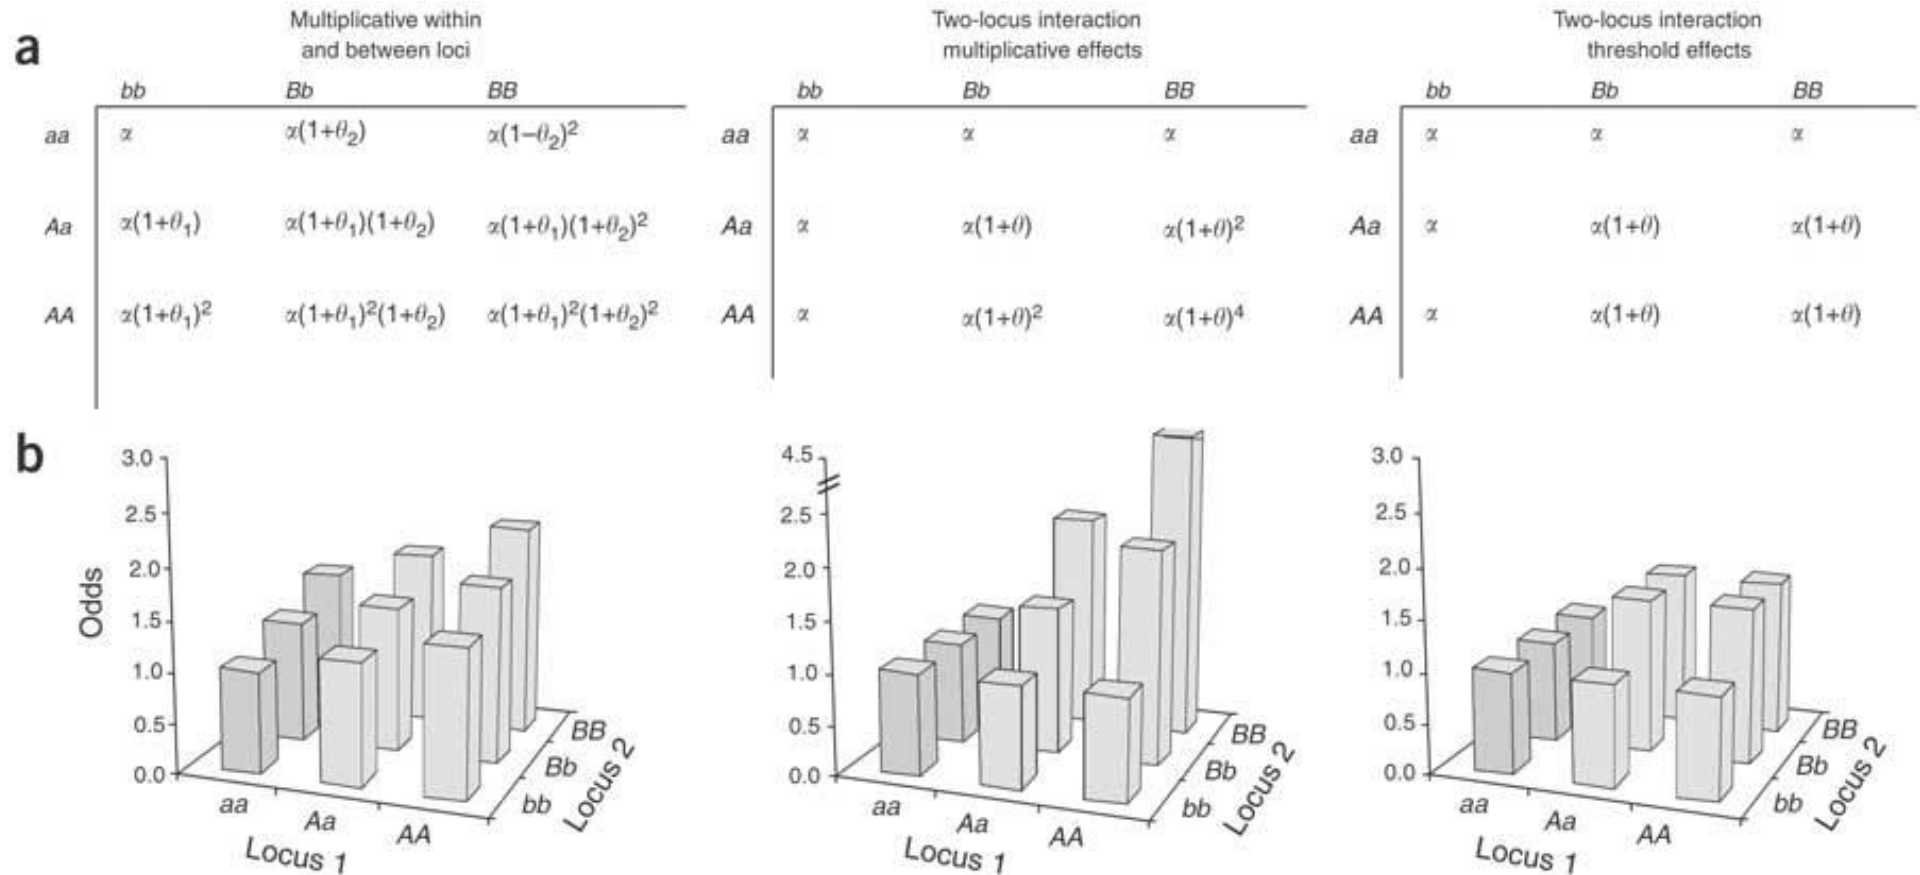 a
Multiplicative within
and between loci
bb Bb BB
aa α α(1+θ₂) α(1–θ₂)²
Aa α(1+θ₁) α(1+θ₁)(1+θ₂) α(1+θ₁)(1+θ₂)²
AA α(1+θ₁)² α(1+θ₁)²(1+θ₂) α(1+θ₁)²(1+θ₂)²
Two-locus interaction
multiplicative effects
bb Bb BB
aa α α α
Aa α α(1+θ) α(1+θ)²
AA α α(1+θ)² α(1+θ)⁴
Two-locus interaction
threshold effects
bb Bb BB
aa α α α
Aa α α(1+θ) α(1+θ)
AA α α(1+θ) α(1+θ)
b
Odds
3.0
2.5
2.0
1.5
1.0
0.5
0.0
aa
Aa
AA
Locus 1
BB
Bb
bb
Locus 2
4.5
2.5
2.0
1.5
1.0
0.5
0.0
aa
Aa
AA
Locus 1
BB
Bb
bb
Locus 2
3.0
2.5
2.0
1.5
1.0
0.5
0.0
aa
Aa
AA
Locus 1
BB
Bb
bb
Locus 2